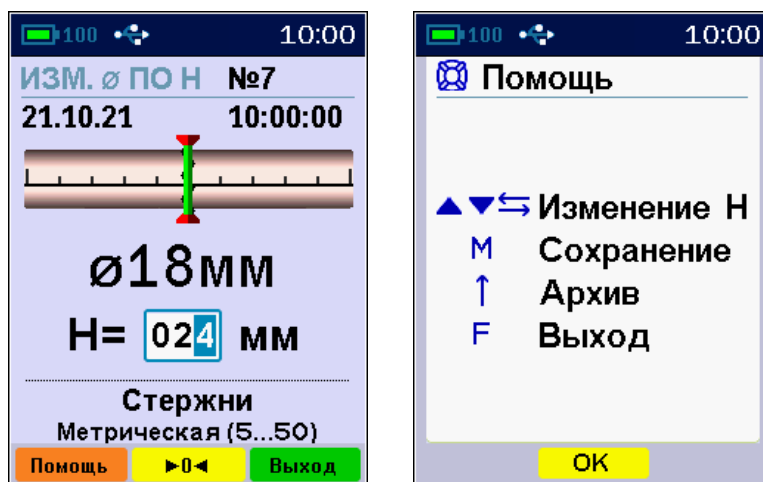 100 10:00
ИЗМ. ø ПО Н №7
21.10.21 10:00:00
ø18мм
Н= 024 мм
Стержни
Метрическая (5...50)
Помощь ►0◄ Выход
100 10:00
Помощь
▲▼⇆ Изменение Н
М Сохранение
↑ Архив
F Выход
ОК